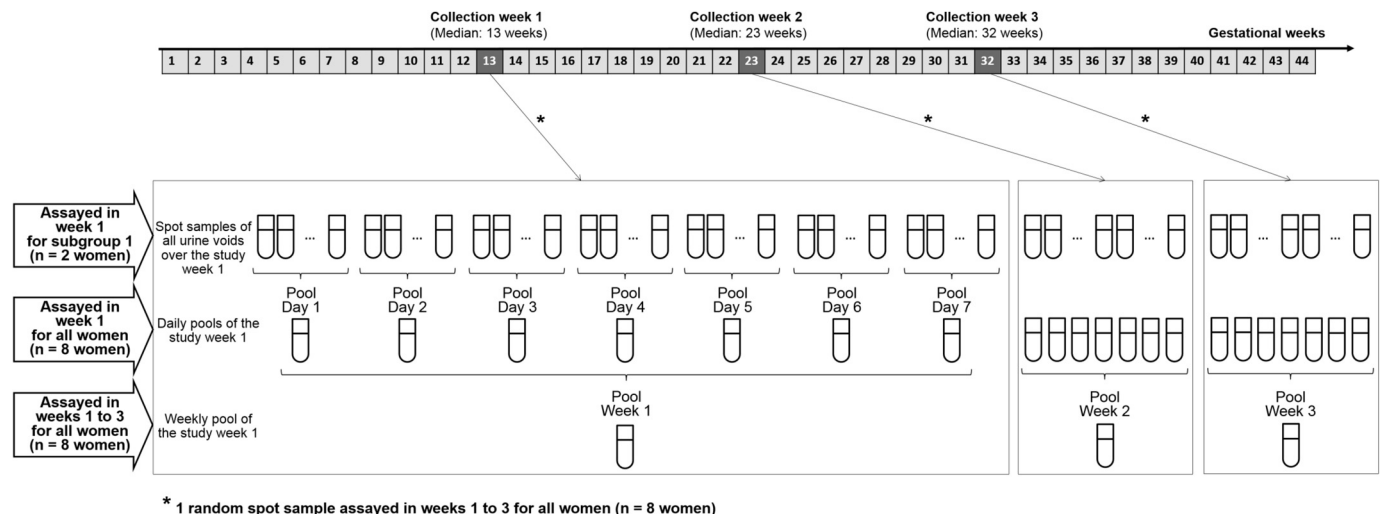 Collection week 1
(Median: 13 weeks)
Collection week 2
(Median: 23 weeks)
Collection week 3
(Median: 32 weeks)
Gestational weeks
1 2 3 4 5 6 7 8 9 10 11 12 13 14 15 16 17 18 19 20 21 22 23 24 25 26 27 28 29 30 31 32 33 34 35 36 37 38 39 40 41 42 43 44
* * *
Assayed in
week 1
for subgroup 1
(n = 2 women)
Spot samples of
all urine voids
over the study
week 1
... ... ... ... ... ... ... ... ... ... ...
Assayed in
week 1
for all women
(n = 8 women)
Daily pools of the
study week 1
Pool
Day 1
Pool
Day 2
Pool
Day 3
Pool
Day 4
Pool
Day 5
Pool
Day 6
Pool
Day 7
Assayed in
weeks 1 to 3
for all women
(n = 8 women)
Weekly pool of
the study week 1
Pool
Week 1
Pool
Week 2
Pool
Week 3
* 1 random spot sample assayed in weeks 1 to 3 for all women (n = 8 women)